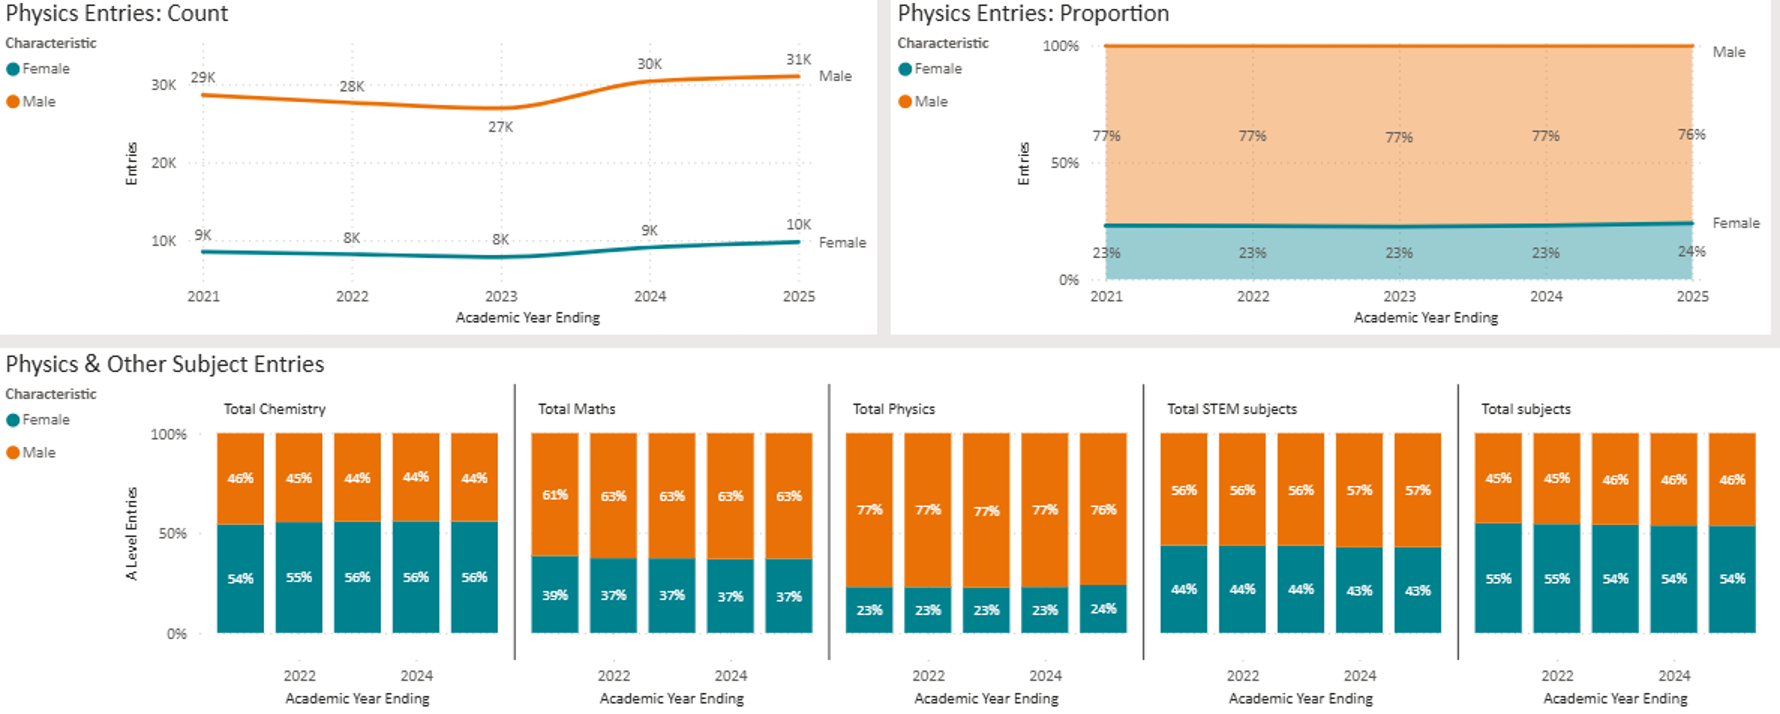 Physics Entries: Count
Characteristic
Female
Male
Entries
30K
20K
10K
29K
28K
27K
30K
31K
Male
9K
8K
8K
9K
10K
Female
2021 2022 2023 2024 2025
Academic Year Ending
Physics Entries: Proportion
Characteristic
Female
Male
Entries
100%
50%
0%
Male
77% 77% 77% 77% 76%
Female
23% 23% 23% 23% 24%
2021 2022 2023 2024 2025
Academic Year Ending
Physics & Other Subject Entries
Characteristic
Female
Male
A Level Entries
100%
50%
0%
Total Chemistry
46% 45% 44% 44% 44%
54% 55% 56% 56% 56%
2022 2024
Academic Year Ending
Total Maths
61% 63% 63% 63% 63%
39% 37% 37% 37% 37%
2022 2024
Academic Year Ending
Total Physics
77% 77% 77% 77% 76%
23% 23% 23% 23% 24%
2022 2024
Academic Year Ending
Total STEM subjects
56% 56% 56% 57% 57%
44% 44% 44% 43% 43%
2022 2024
Academic Year Ending
Total subjects
45% 45% 46% 46% 46%
55% 55% 54% 54% 54%
2022 2024
Academic Year Ending